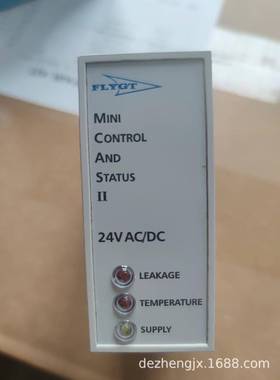 FLYGT
MINI
CONTROL
AND
STATUS
II
24V AC/DC
LEAKAGE
TEMPERATURE
SUPPLY
dezhengjx.1688.com